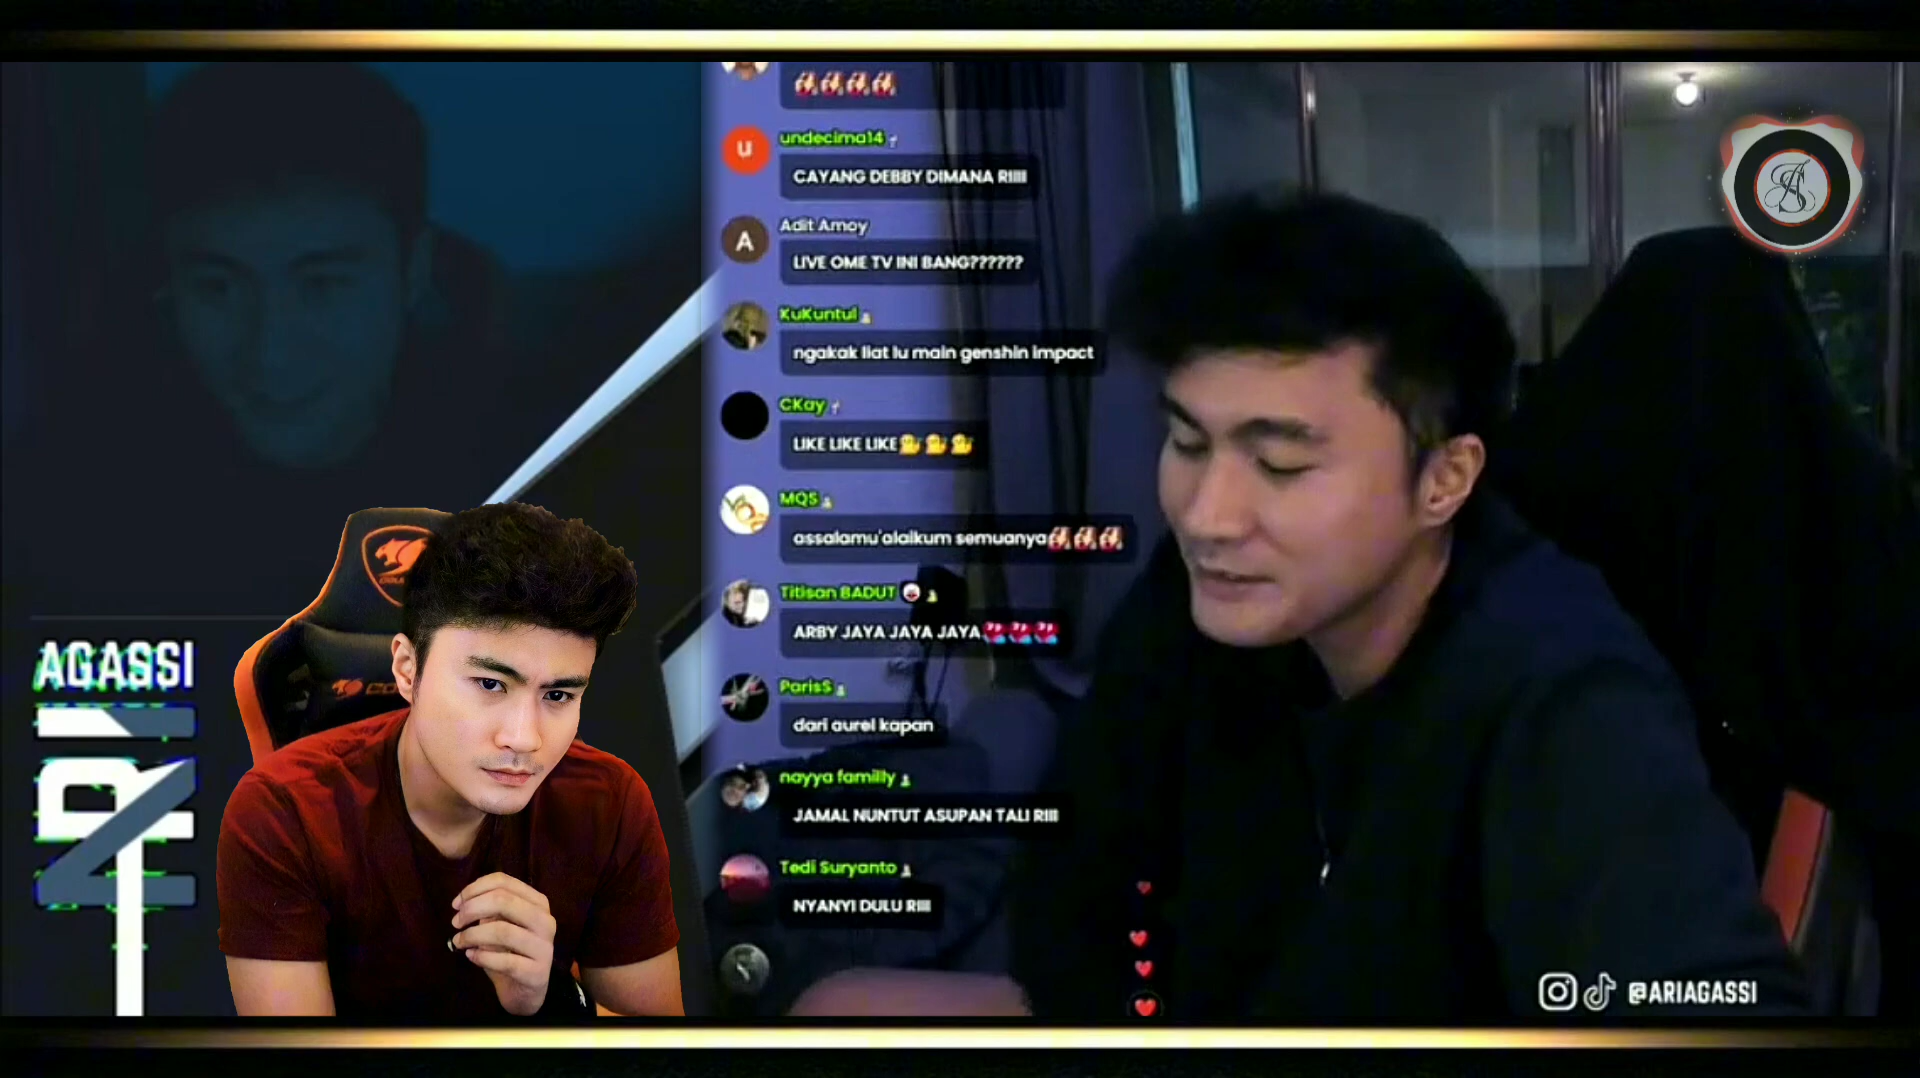 undecima14
CAYANG DEBBY DIMANA RIIII
Adit Amoy
LIVE OME TV INI BANG??????
KuKuntul
ngakak liat lu main genshin impact
CKay
LIKE LIKE LIKE
MQS
assalamu'alaikum semuanya
Titisan BADUT
ARBY JAYA JAYA JAYA
ParisS
dari aurel kapan
nayya familly
JAMAL NUNTUT ASUPAN TALI RIII
Tedi Suryanto
NYANYI DULU RIII
AGASSI
ARI
@ARIAGASSI